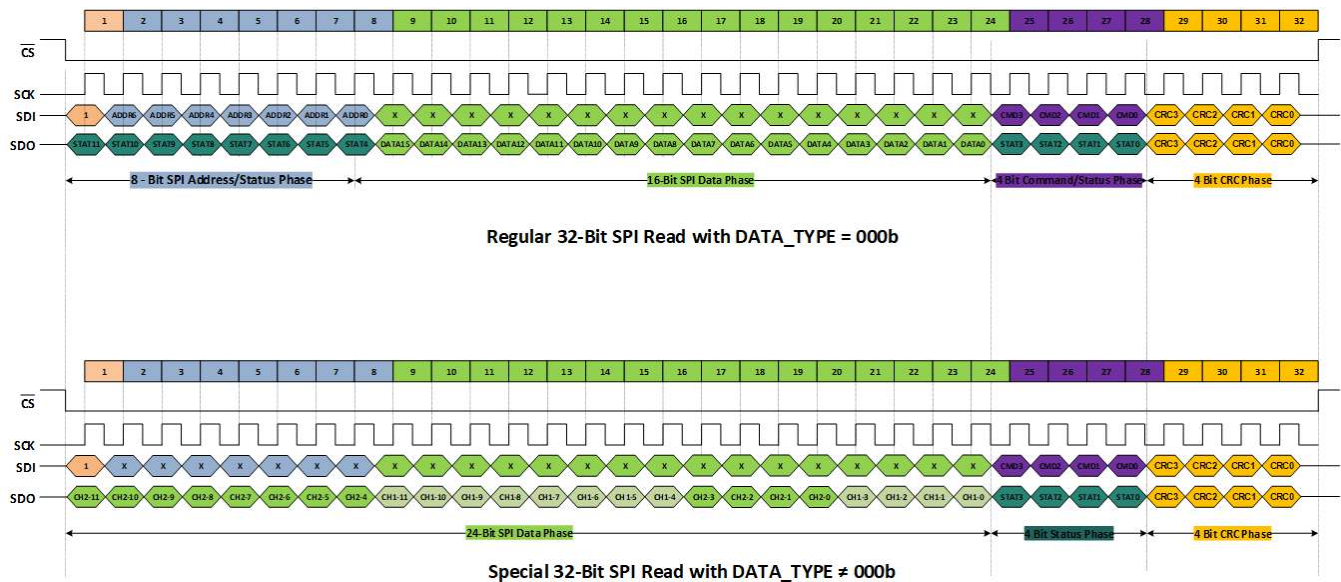 1 2 3 4 5 6 7 8 9 10 11 12 13 14 15 16 17 18 19 20 21 22 23 24 25 26 27 28 29 30 31 32
CS
SCK
SDI 1 ADDR6 ADDR5 ADDR4 ADDR3 ADDR2 ADDR1 ADDR0 X X X X X X X X X X X X X X X X CMD3 CMD2 CMD1 CMD0 CRC3 CRC2 CRC1 CRC0
SDO STAT11 STAT10 STAT9 STAT8 STAT7 STAT6 STAT5 STAT4 DATA15 DATA14 DATA13 DATA12 DATA11 DATA10 DATA9 DATA8 DATA7 DATA6 DATA5 DATA4 DATA3 DATA2 DATA1 DATA0 STAT3 STAT2 STAT1 STAT0 CRC3 CRC2 CRC1 CRC0
8 - Bit SPI Address/Status Phase 16-Bit SPI Data Phase 4 Bit Command/Status Phase 4 Bit CRC Phase
Regular 32-Bit SPI Read with DATA_TYPE = 000b
1 2 3 4 5 6 7 8 9 10 11 12 13 14 15 16 17 18 19 20 21 22 23 24 25 26 27 28 29 30 31 32
CS
SCK
SDI 1 X X X X X X X X X X X X X X X X X X X X X X X CMD3 CMD2 CMD1 CMD0 CRC3 CRC2 CRC1 CRC0
SDO CH2-11 CH2-10 CH2-9 CH2-8 CH2-7 CH2-6 CH2-5 CH2-4 CH1-11 CH1-10 CH1-9 CH1-8 CH1-7 CH1-6 CH1-5 CH1-4 CH2-3 CH2-2 CH2-1 CH2-0 CH1-3 CH1-2 CH1-1 CH1-0 STAT3 STAT2 STAT1 STAT0 CRC3 CRC2 CRC1 CRC0
24-Bit SPI Data Phase 4 Bit Status Phase 4 Bit CRC Phase
Special 32-Bit SPI Read with DATA_TYPE ≠ 000b